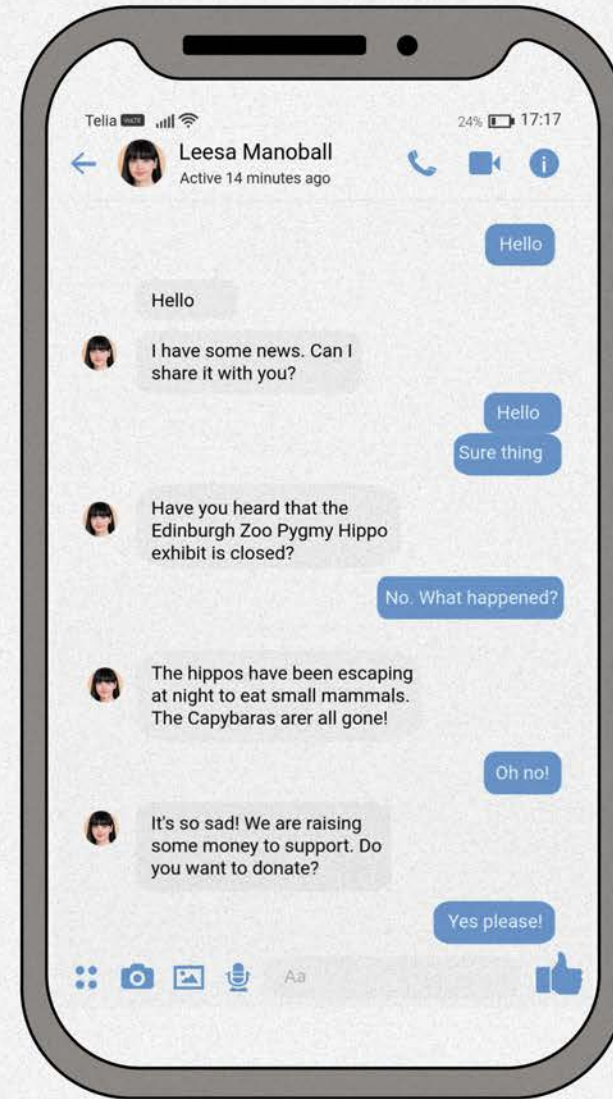 Telia VoLTE 24% 17:17
Leesa Manoball
Active 14 minutes ago
i
Hello
Hello
I have some news. Can I
share it with you?
Hello
Sure thing
Have you heard that the
Edinburgh Zoo Pygmy Hippo
exhibit is closed?
No. What happened?
The hippos have been escaping
at night to eat small mammals.
The Capybaras arer all gone!
Oh no!
It's so sad! We are raising
some money to support. Do
you want to donate?
Yes please!
Aa